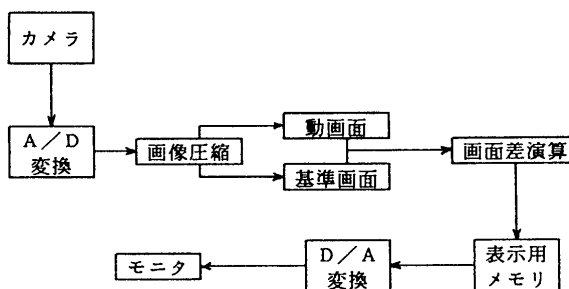 カメラ
A/D
変換
画像圧縮
動画面
基準画面
画面差演算
表示用
メモリ
D/A
変換
モニタ